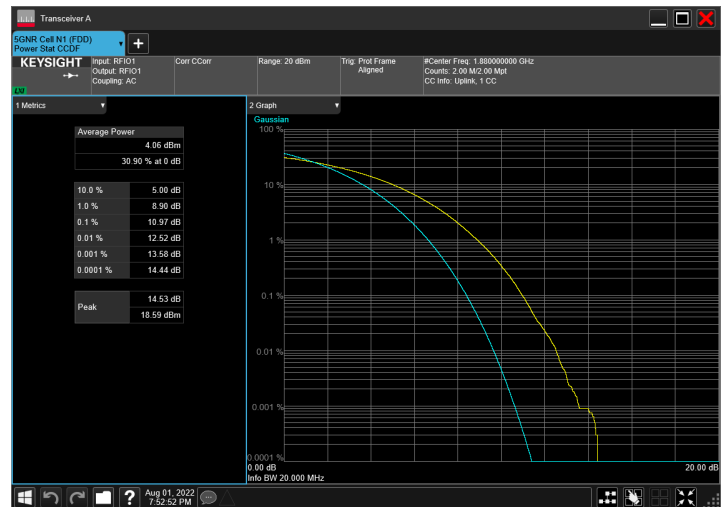 Transceiver A
5GNR Cell N1 (FDD)
Power Stat CCDF
KEYSIGHT
LXI
Input: RFIO1
Output: RFIO1
Coupling: AC
Corr CCorr
Range: 20 dBm
Trig: Prot Frame
Aligned
#Center Freq: 1.880000000 GHz
Counts: 2.00 M/2.00 Mpt
CC Info: Uplink, 1 CC
1 Metrics
Average Power
4.06 dBm
30.90 % at 0 dB
10.0 % 5.00 dB
1.0 % 8.90 dB
0.1 % 10.97 dB
0.01 % 12.52 dB
0.001 % 13.58 dB
0.0001 % 14.44 dB
Peak
14.53 dB
18.59 dBm
2 Graph
Gaussian
100 %
10 %
1 %
0.1 %
0.01 %
0.001 %
0.0001 %
0.00 dB
20.00 dB
Info BW 20.000 MHz
?
Aug 01, 2022
7:52:52 PM